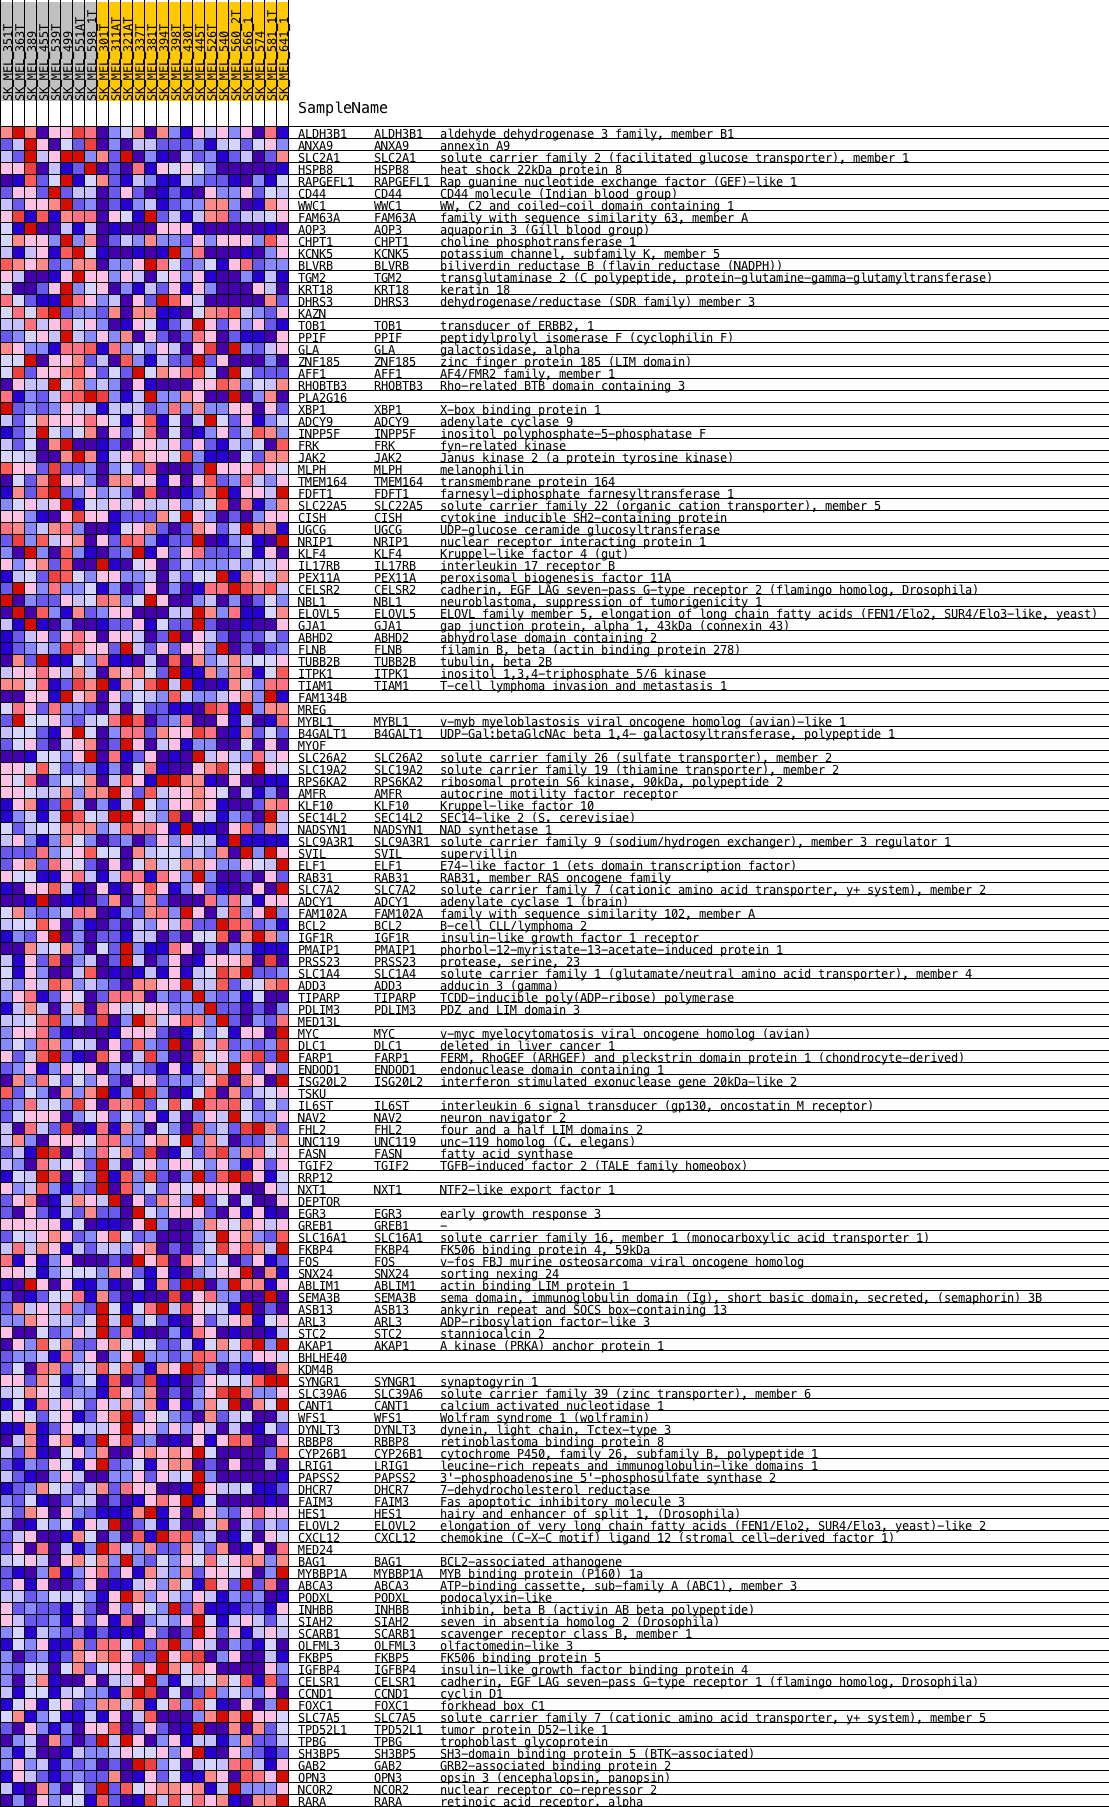 SK_MEL_351T
SK_MEL_363T
SK_MEL_389
SK_MEL_455T
SK_MEL_539T
SK_MEL_499
SK_MEL_551AT
SK_MEL_598_1T
SK_MEL_301T
SK_MEL_311AT
SK_MEL_321AT
SK_MEL_337T
SK_MEL_381T
SK_MEL_394T
SK_MEL_398T
SK_MEL_430T
SK_MEL_445T
SK_MEL_526T
SK_MEL_540
SK_MEL_560_2T
SK_MEL_566_1
SK_MEL_574
SK_MEL_581_1T
SK_MEL_641_1
SampleName
ALDH3B1 ALDH3B1 aldehyde dehydrogenase 3 family, member B1
ANXA9 ANXA9 annexin A9
SLC2A1 SLC2A1 solute carrier family 2 (facilitated glucose transporter), member 1
HSPB8 HSPB8 heat shock 22kDa protein 8
RAPGEFL1 RAPGEFL1 Rap guanine nucleotide exchange factor (GEF)-like 1
CD44 CD44 CD44 molecule (Indian blood group)
WWC1 WWC1 WW, C2 and coiled-coil domain containing 1
FAM63A FAM63A family with sequence similarity 63, member A
AQP3 AQP3 aquaporin 3 (Gill blood group)
CHPT1 CHPT1 choline phosphotransferase 1
KCNK5 KCNK5 potassium channel, subfamily K, member 5
BLVRB BLVRB biliverdin reductase B (flavin reductase (NADPH))
TGM2 TGM2 transglutaminase 2 (C polypeptide, protein-glutamine-gamma-glutamyltransferase)
KRT18 KRT18 keratin 18
DHRS3 DHRS3 dehydrogenase/reductase (SDR family) member 3
KAZN
TOB1 TOB1 transducer of ERBB2, 1
PPIF PPIF peptidylprolyl isomerase F (cyclophilin F)
GLA GLA galactosidase, alpha
ZNF185 ZNF185 zinc finger protein 185 (LIM domain)
AFF1 AFF1 AF4/FMR2 family, member 1
RHOBTB3 RHOBTB3 Rho-related BTB domain containing 3
PLA2G16
XBP1 XBP1 X-box binding protein 1
ADCY9 ADCY9 adenylate cyclase 9
INPP5F INPP5F inositol polyphosphate-5-phosphatase F
FRK FRK fyn-related kinase
JAK2 JAK2 Janus kinase 2 (a protein tyrosine kinase)
MLPH MLPH melanophilin
TMEM164 TMEM164 transmembrane protein 164
FDFT1 FDFT1 farnesyl-diphosphate farnesyltransferase 1
SLC22A5 SLC22A5 solute carrier family 22 (organic cation transporter), member 5
CISH CISH cytokine inducible SH2-containing protein
UGCG UGCG UDP-glucose ceramide glucosyltransferase
NRIP1 NRIP1 nuclear receptor interacting protein 1
KLF4 KLF4 Kruppel-like factor 4 (gut)
IL17RB IL17RB interleukin 17 receptor B
PEX11A PEX11A peroxisomal biogenesis factor 11A
CELSR2 CELSR2 cadherin, EGF LAG seven-pass G-type receptor 2 (flamingo homolog, Drosophila)
NBL1 NBL1 neuroblastoma, suppression of tumorigenicity 1
ELOVL5 ELOVL5 ELOVL family member 5, elongation of long chain fatty acids (FEN1/Elo2, SUR4/Elo3-like, yeast)
GJA1 GJA1 gap junction protein, alpha 1, 43kDa (connexin 43)
ABHD2 ABHD2 abhydrolase domain containing 2
FLNB FLNB filamin B, beta (actin binding protein 278)
TUBB2B TUBB2B tubulin, beta 2B
ITPK1 ITPK1 inositol 1,3,4-triphosphate 5/6 kinase
TIAM1 TIAM1 T-cell lymphoma invasion and metastasis 1
FAM134B
MREG
MYBL1 MYBL1 v-myb myeloblastosis viral oncogene homolog (avian)-like 1
B4GALT1 B4GALT1 UDP-Gal:betaGlcNAc beta 1,4- galactosyltransferase, polypeptide 1
MYOF
SLC26A2 SLC26A2 solute carrier family 26 (sulfate transporter), member 2
SLC19A2 SLC19A2 solute carrier family 19 (thiamine transporter), member 2
RPS6KA2 RPS6KA2 ribosomal protein S6 kinase, 90kDa, polypeptide 2
AMFR AMFR autocrine motility factor receptor
KLF10 KLF10 Kruppel-like factor 10
SEC14L2 SEC14L2 SEC14-like 2 (S. cerevisiae)
NADSYN1 NADSYN1 NAD synthetase 1
SLC9A3R1 SLC9A3R1 solute carrier family 9 (sodium/hydrogen exchanger), member 3 regulator 1
SVIL SVIL supervillin
ELF1 ELF1 E74-like factor 1 (ets domain transcription factor)
RAB31 RAB31 RAB31, member RAS oncogene family
SLC7A2 SLC7A2 solute carrier family 7 (cationic amino acid transporter, y+ system), member 2
ADCY1 ADCY1 adenylate cyclase 1 (brain)
FAM102A FAM102A family with sequence similarity 102, member A
BCL2 BCL2 B-cell CLL/lymphoma 2
IGF1R IGF1R insulin-like growth factor 1 receptor
PMAIP1 PMAIP1 phorbol-12-myristate-13-acetate-induced protein 1
PRSS23 PRSS23 protease, serine, 23
SLC1A4 SLC1A4 solute carrier family 1 (glutamate/neutral amino acid transporter), member 4
ADD3 ADD3 adducin 3 (gamma)
TIPARP TIPARP TCDD-inducible poly(ADP-ribose) polymerase
PDLIM3 PDLIM3 PDZ and LIM domain 3
MED13L
MYC MYC v-myc myelocytomatosis viral oncogene homolog (avian)
DLC1 DLC1 deleted in liver cancer 1
FARP1 FARP1 FERM, RhoGEF (ARHGEF) and pleckstrin domain protein 1 (chondrocyte-derived)
ENDOD1 ENDOD1 endonuclease domain containing 1
ISG20L2 ISG20L2 interferon stimulated exonuclease gene 20kDa-like 2
TSKU
IL6ST IL6ST interleukin 6 signal transducer (gp130, oncostatin M receptor)
NAV2 NAV2 neuron navigator 2
FHL2 FHL2 four and a half LIM domains 2
UNC119 UNC119 unc-119 homolog (C. elegans)
FASN FASN fatty acid synthase
TGIF2 TGIF2 TGFB-induced factor 2 (TALE family homeobox)
RRP12
NXT1 NXT1 NTF2-like export factor 1
DEPTOR
EGR3 EGR3 early growth response 3
GREB1 GREB1 -
SLC16A1 SLC16A1 solute carrier family 16, member 1 (monocarboxylic acid transporter 1)
FKBP4 FKBP4 FK506 binding protein 4, 59kDa
FOS FOS v-fos FBJ murine osteosarcoma viral oncogene homolog
SNX24 SNX24 sorting nexing 24
ABLIM1 ABLIM1 actin binding LIM protein 1
SEMA3B SEMA3B sema domain, immunoglobulin domain (Ig), short basic domain, secreted, (semaphorin) 3B
ASB13 ASB13 ankyrin repeat and SOCS box-containing 13
ARL3 ARL3 ADP-ribosylation factor-like 3
STC2 STC2 stanniocalcin 2
AKAP1 AKAP1 A kinase (PRKA) anchor protein 1
BHLHE40
KDM4B
SYNGR1 SYNGR1 synaptogyrin 1
SLC39A6 SLC39A6 solute carrier family 39 (zinc transporter), member 6
CANT1 CANT1 calcium activated nucleotidase 1
WFS1 WFS1 Wolfram syndrome 1 (wolframin)
DYNLT3 DYNLT3 dynein, light chain, Tctex-type 3
RBBP8 RBBP8 retinoblastoma binding protein 8
CYP26B1 CYP26B1 cytochrome P450, family 26, subfamily B, polypeptide 1
LRIG1 LRIG1 leucine-rich repeats and immunoglobulin-like domains 1
PAPSS2 PAPSS2 3'-phosphoadenosine 5'-phosphosulfate synthase 2
DHCR7 DHCR7 7-dehydrocholesterol reductase
FAIM3 FAIM3 Fas apoptotic inhibitory molecule 3
HES1 HES1 hairy and enhancer of split 1, (Drosophila)
ELOVL2 ELOVL2 elongation of very long chain fatty acids (FEN1/Elo2, SUR4/Elo3, yeast)-like 2
CXCL12 CXCL12 chemokine (C-X-C motif) ligand 12 (stromal cell-derived factor 1)
MED24
BAG1 BAG1 BCL2-associated athanogene
MYBBP1A MYBBP1A MYB binding protein (P160) 1a
ABCA3 ABCA3 ATP-binding cassette, sub-family A (ABC1), member 3
PODXL PODXL podocalyxin-like
INHBB INHBB inhibin, beta B (activin AB beta polypeptide)
SIAH2 SIAH2 seven in absentia homolog 2 (Drosophila)
SCARB1 SCARB1 scavenger receptor class B, member 1
OLFML3 OLFML3 olfactomedin-like 3
FKBP5 FKBP5 FK506 binding protein 5
IGFBP4 IGFBP4 insulin-like growth factor binding protein 4
CELSR1 CELSR1 cadherin, EGF LAG seven-pass G-type receptor 1 (flamingo homolog, Drosophila)
CCND1 CCND1 cyclin D1
FOXC1 FOXC1 forkhead box C1
SLC7A5 SLC7A5 solute carrier family 7 (cationic amino acid transporter, y+ system), member 5
TPD52L1 TPD52L1 tumor protein D52-like 1
TPBG TPBG trophoblast glycoprotein
SH3BP5 SH3BP5 SH3-domain binding protein 5 (BTK-associated)
GAB2 GAB2 GRB2-associated binding protein 2
OPN3 OPN3 opsin 3 (encephalopsin, panopsin)
NCOR2 NCOR2 nuclear receptor co-repressor 2
RARA RARA retinoic acid receptor, alpha